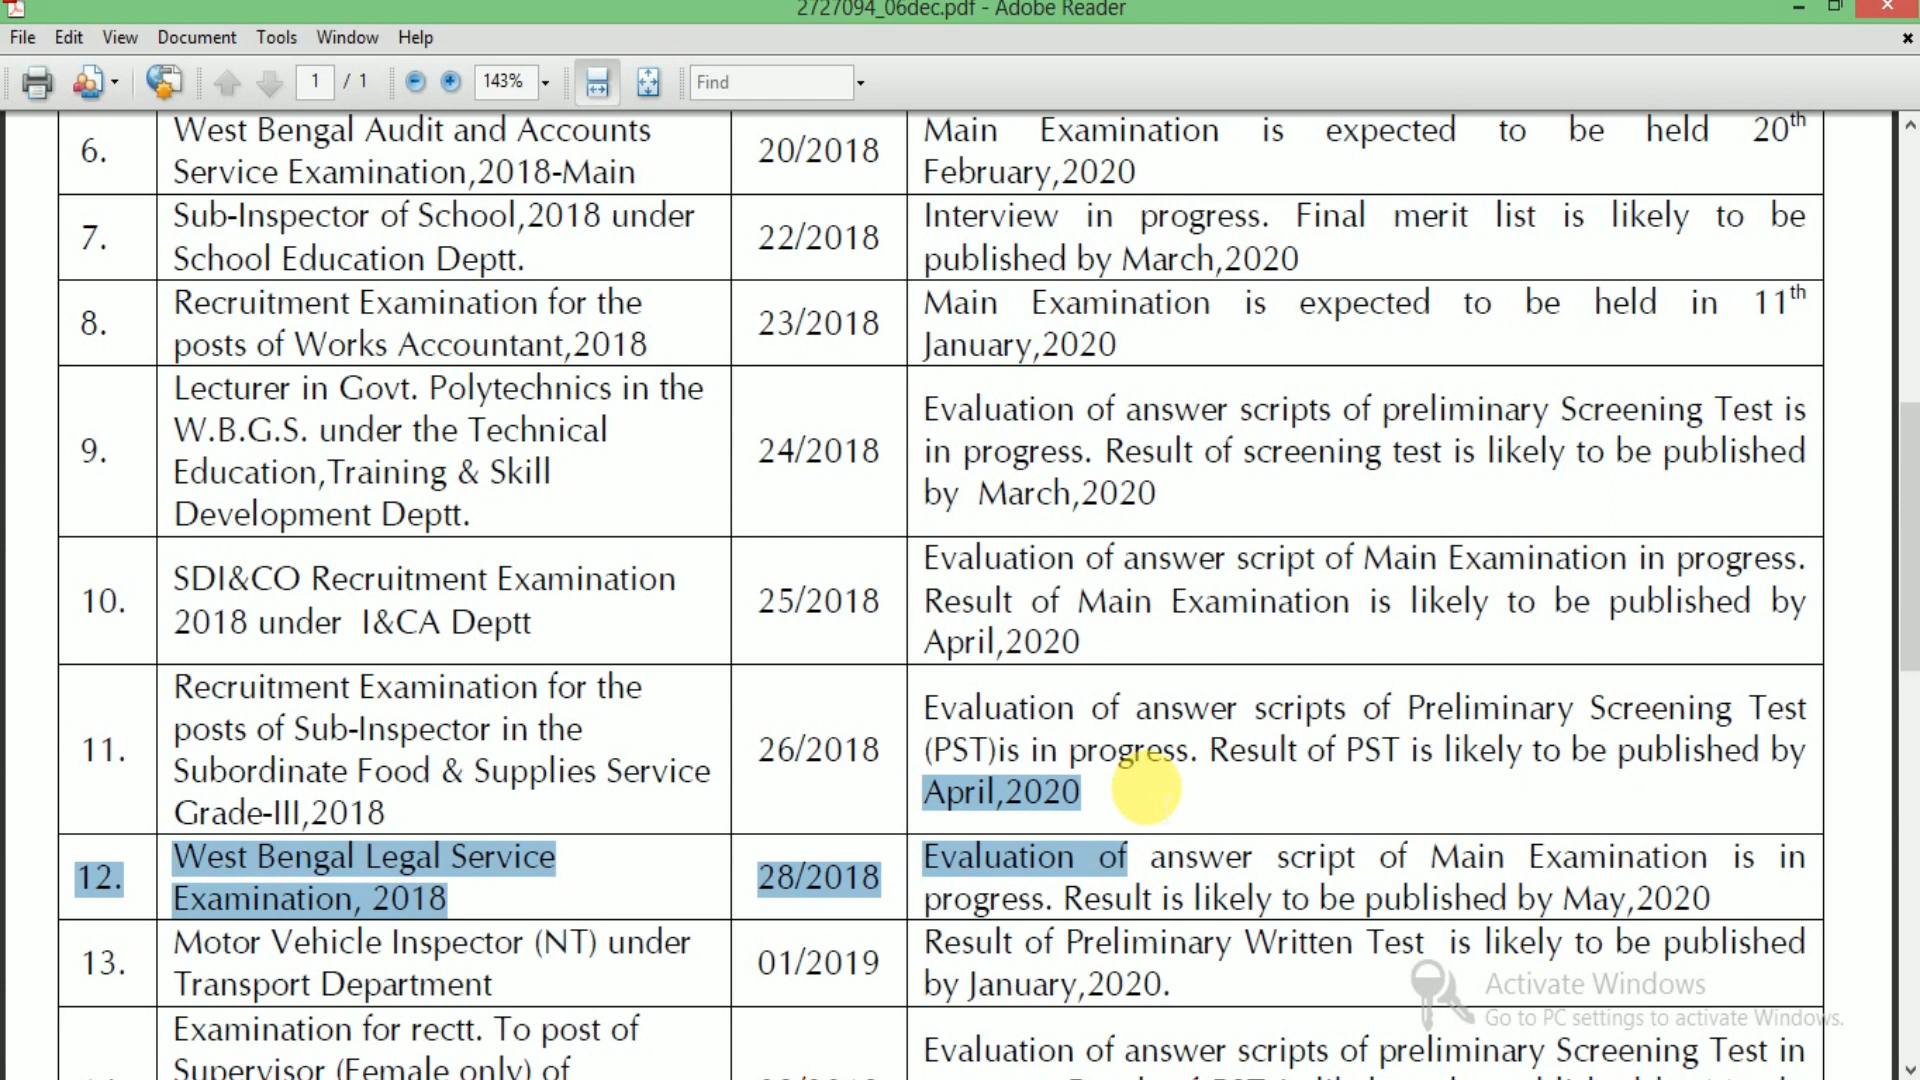 2727094_06dec.pdf - Adobe Reader
File Edit View Document Tools Window Help
1 / 1 143% Find
6. West Bengal Audit and Accounts
Service Examination,2018-Main
20/2018
Main Examination is expected to be held 20th
February,2020
7. Sub-Inspector of School,2018 under
School Education Deptt.
22/2018
Interview in progress. Final merit list is likely to be
published by March,2020
8. Recruitment Examination for the
posts of Works Accountant,2018
23/2018
Main Examination is expected to be held in 11th
January,2020
9. Lecturer in Govt. Polytechnics in the
W.B.G.S. under the Technical
Education,Training & Skill
Development Deptt.
24/2018
Evaluation of answer scripts of preliminary Screening Test is
in progress. Result of screening test is likely to be published
by March,2020
10. SDI&CO Recruitment Examination
2018 under I&CA Deptt
25/2018
Evaluation of answer script of Main Examination in progress.
Result of Main Examination is likely to be published by
April,2020
11. Recruitment Examination for the
posts of Sub-Inspector in the
Subordinate Food & Supplies Service
Grade-III,2018
26/2018
Evaluation of answer scripts of Preliminary Screening Test
(PST)is in progress. Result of PST is likely to be published by
April,2020
12. West Bengal Legal Service
Examination, 2018
28/2018
Evaluation of answer script of Main Examination is in
progress. Result is likely to be published by May,2020
13. Motor Vehicle Inspector (NT) under
Transport Department
01/2019
Result of Preliminary Written Test is likely to be published
by January,2020.
Examination for rectt. To post of
Supervisor (Female only) of
Evaluation of answer scripts of preliminary Screening Test in
Activate Windows
Go to PC settings to activate Windows.